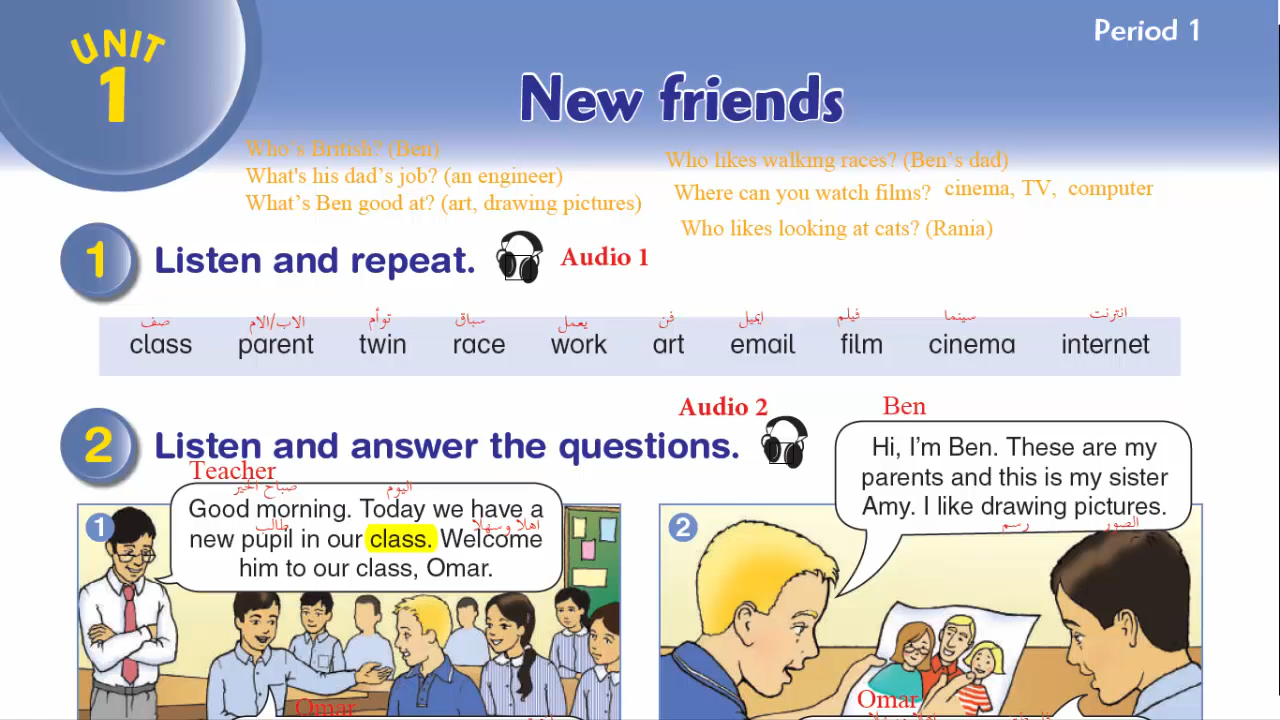 UNIT
1
Period 1
New friends
Who's British? (Ben)
What's his dad's job? (an engineer)
What's Ben good at? (art, drawing pictures)
Who likes walking races? (Ben's dad)
Where can you watch films? cinema, TV, computer
Who likes looking at cats? (Rania)
1 Listen and repeat. Audio 1
صف الاب/الام توأم سباق يعمل فن ايميل فيلم سينما انترنت
class parent twin race work art email film cinema internet
2 Listen and answer the questions. Audio 2
Teacher
صباح الخير اليوم
Good morning. Today we have a
طالب اهلا وسهلا
new pupil in our class. Welcome
him to our class, Omar.
1
Omar
Ben
Hi, I'm Ben. These are my
parents and this is my sister
Amy. I like drawing pictures.
رسم الصور
2
Omar